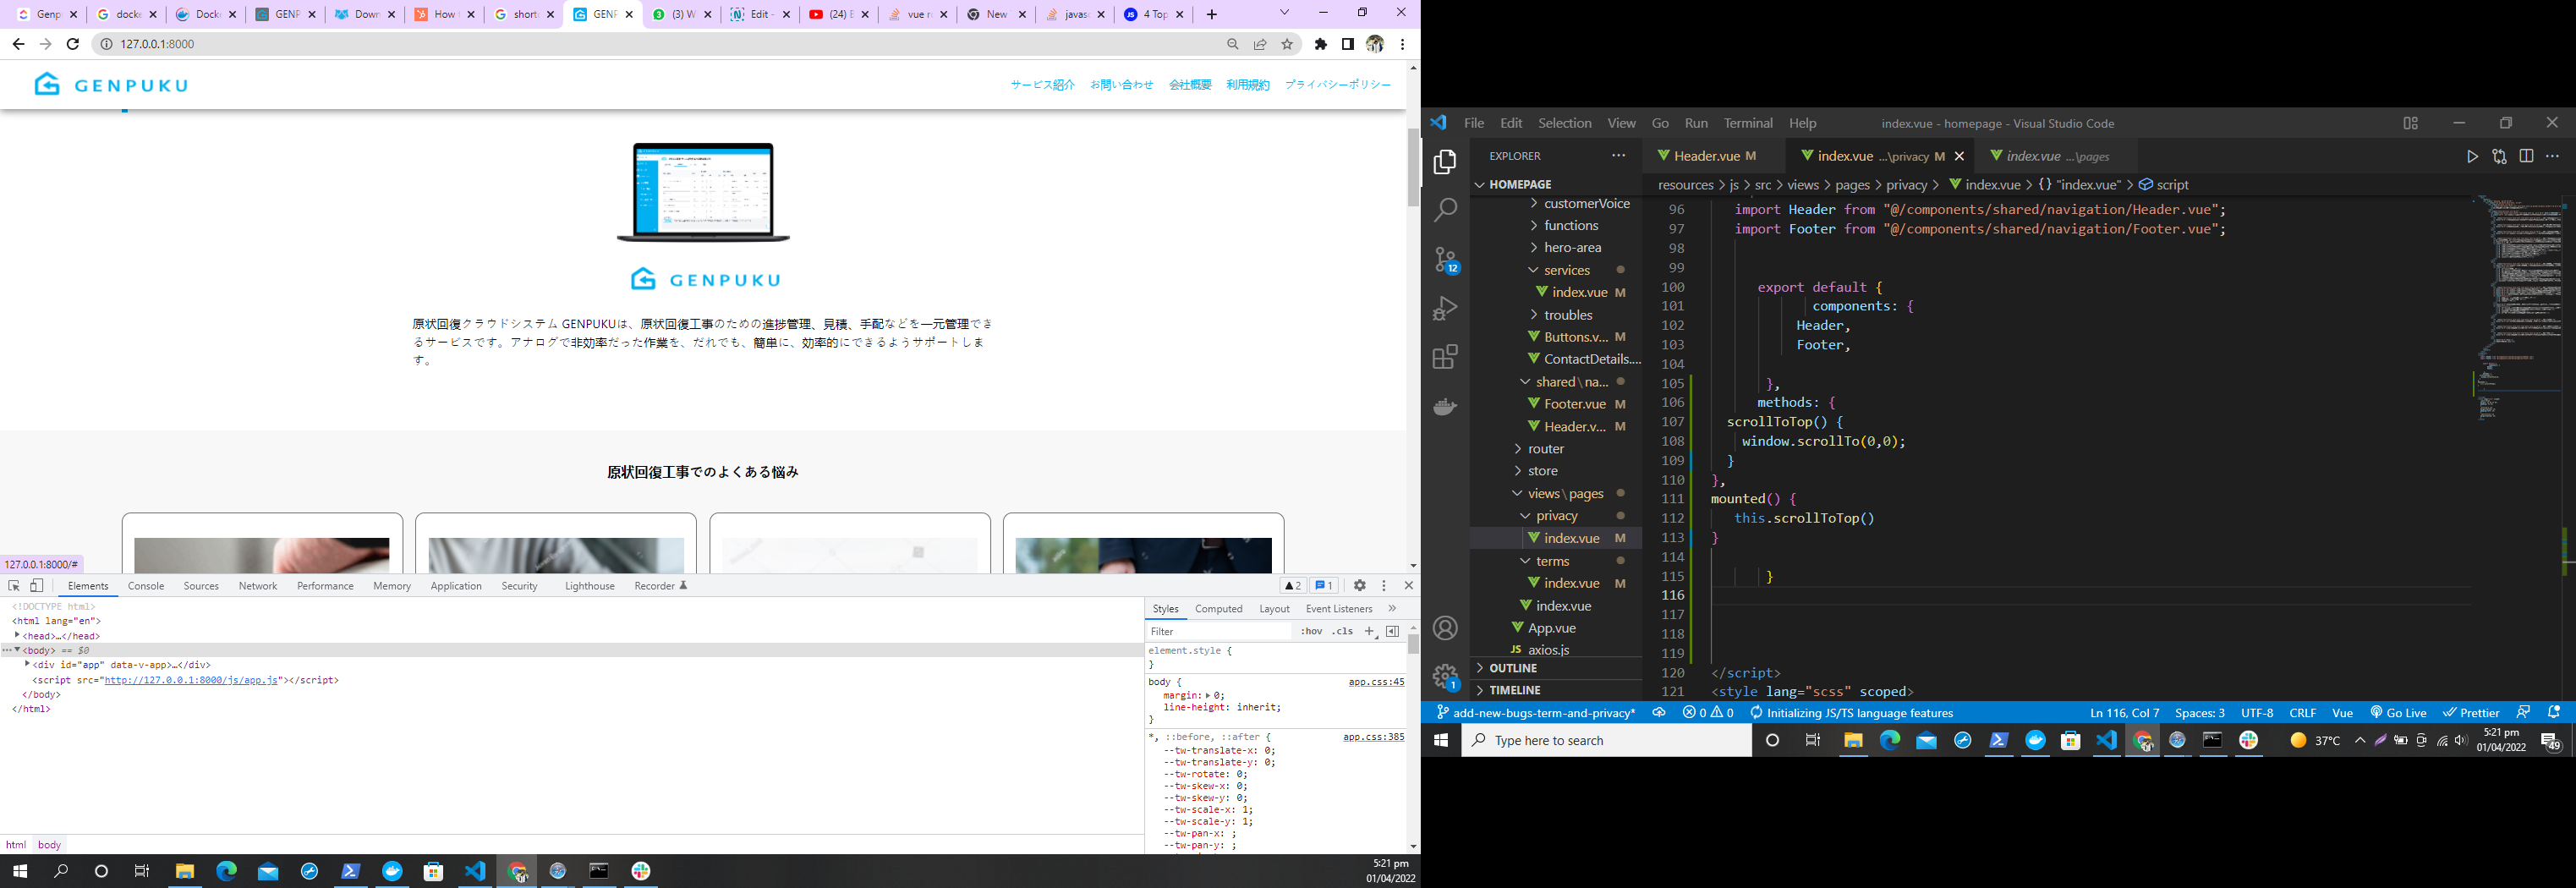 Genp
docke
Docke
GENP
Down
How
short
GENP
(3) W
Edit -
(24) E
vue r
New
javas
4 Top
127.0.0.1:8000
GENPUKU
サービス紹介 お問い合わせ 会社概要 利用規約 プライバシーポリシー
GENPUKU
原状回復クラウドシステム GENPUKUは、原状回復工事のための進捗管理、見積、手配などを一元管理でき
るサービスです。アナログで非効率だった作業を、だれでも、簡単に、効率的にできるようサポートしま
す。
原状回復工事でのよくある悩み
127.0.0.1:8000/#
Elements Console Sources Network Performance Memory Application Security Lighthouse Recorder 2 1
<!DOCTYPE html>
<html lang="en">
<head>…</head>
<body> == $0
<div id="app" data-v-app>…</div>
<script src="http://127.0.0.1:8000/js/app.js"></script>
</body>
</html>
html body
Styles Computed Layout Event Listeners
Filter :hov .cls
element.style {
}
body { app.css:45
margin: 0;
line-height: inherit;
}
*, ::before, ::after { app.css:385
--tw-translate-x: 0;
--tw-translate-y: 0;
--tw-rotate: 0;
--tw-skew-x: 0;
--tw-skew-y: 0;
--tw-scale-x: 1;
--tw-scale-y: 1;
--tw-pan-x: ;
--tw-pan-y: ;
5:21 pm
01/04/2022
File Edit Selection View Go Run Terminal Help index.vue - homepage - Visual Studio Code
EXPLORER
Header.vue M index.vue ...\privacy M index.vue ...\pages
HOMEPAGE
resources > js > src > views > pages > privacy > index.vue > {} "index.vue" > script
customerVoice
functions
hero-area
services
index.vue M
troubles
Buttons.v... M
ContactDetails....
shared\na...
Footer.vue M
Header.v... M
router
store
views\pages
privacy
index.vue M
terms
index.vue M
index.vue
App.vue
JS axios.js
OUTLINE
TIMELINE
12
1
96 import Header from "@/components/shared/navigation/Header.vue";
97 import Footer from "@/components/shared/navigation/Footer.vue";
98
99
100 export default {
101 components: {
102 Header,
103 Footer,
104
105 },
106 methods: {
107 scrollToTop() {
108 window.scrollTo(0,0);
109 }
110 },
111 mounted() {
112 this.scrollToTop()
113 }
114
115 }
116
117
118
119
120 </script>
121 <style lang="scss" scoped>
add-new-bugs-term-and-privacy* 0 0 Initializing JS/TS language features Ln 116, Col 7 Spaces: 3 UTF-8 CRLF Vue Go Live Prettier
Type here to search
37°C
5:21 pm
01/04/2022
49